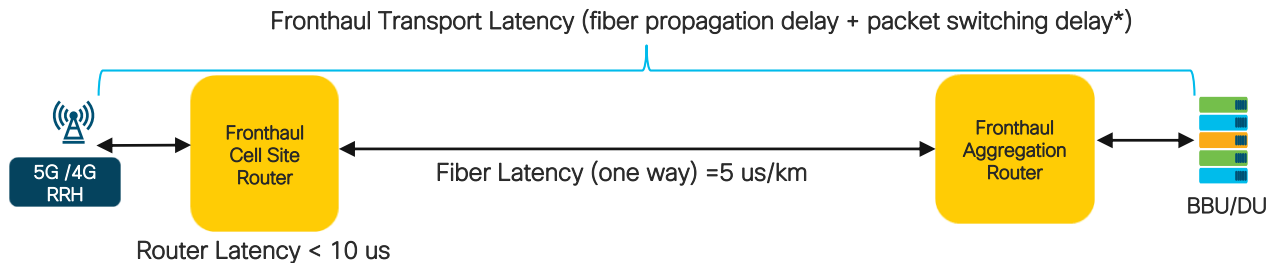 Fronthaul Transport Latency (fiber propagation delay + packet switching delay*)
5G /4G
RRH
Fronthaul
Cell Site
Router
Router Latency < 10 us
Fiber Latency (one way) =5 us/km
Fronthaul
Aggregation
Router
BBU/DU